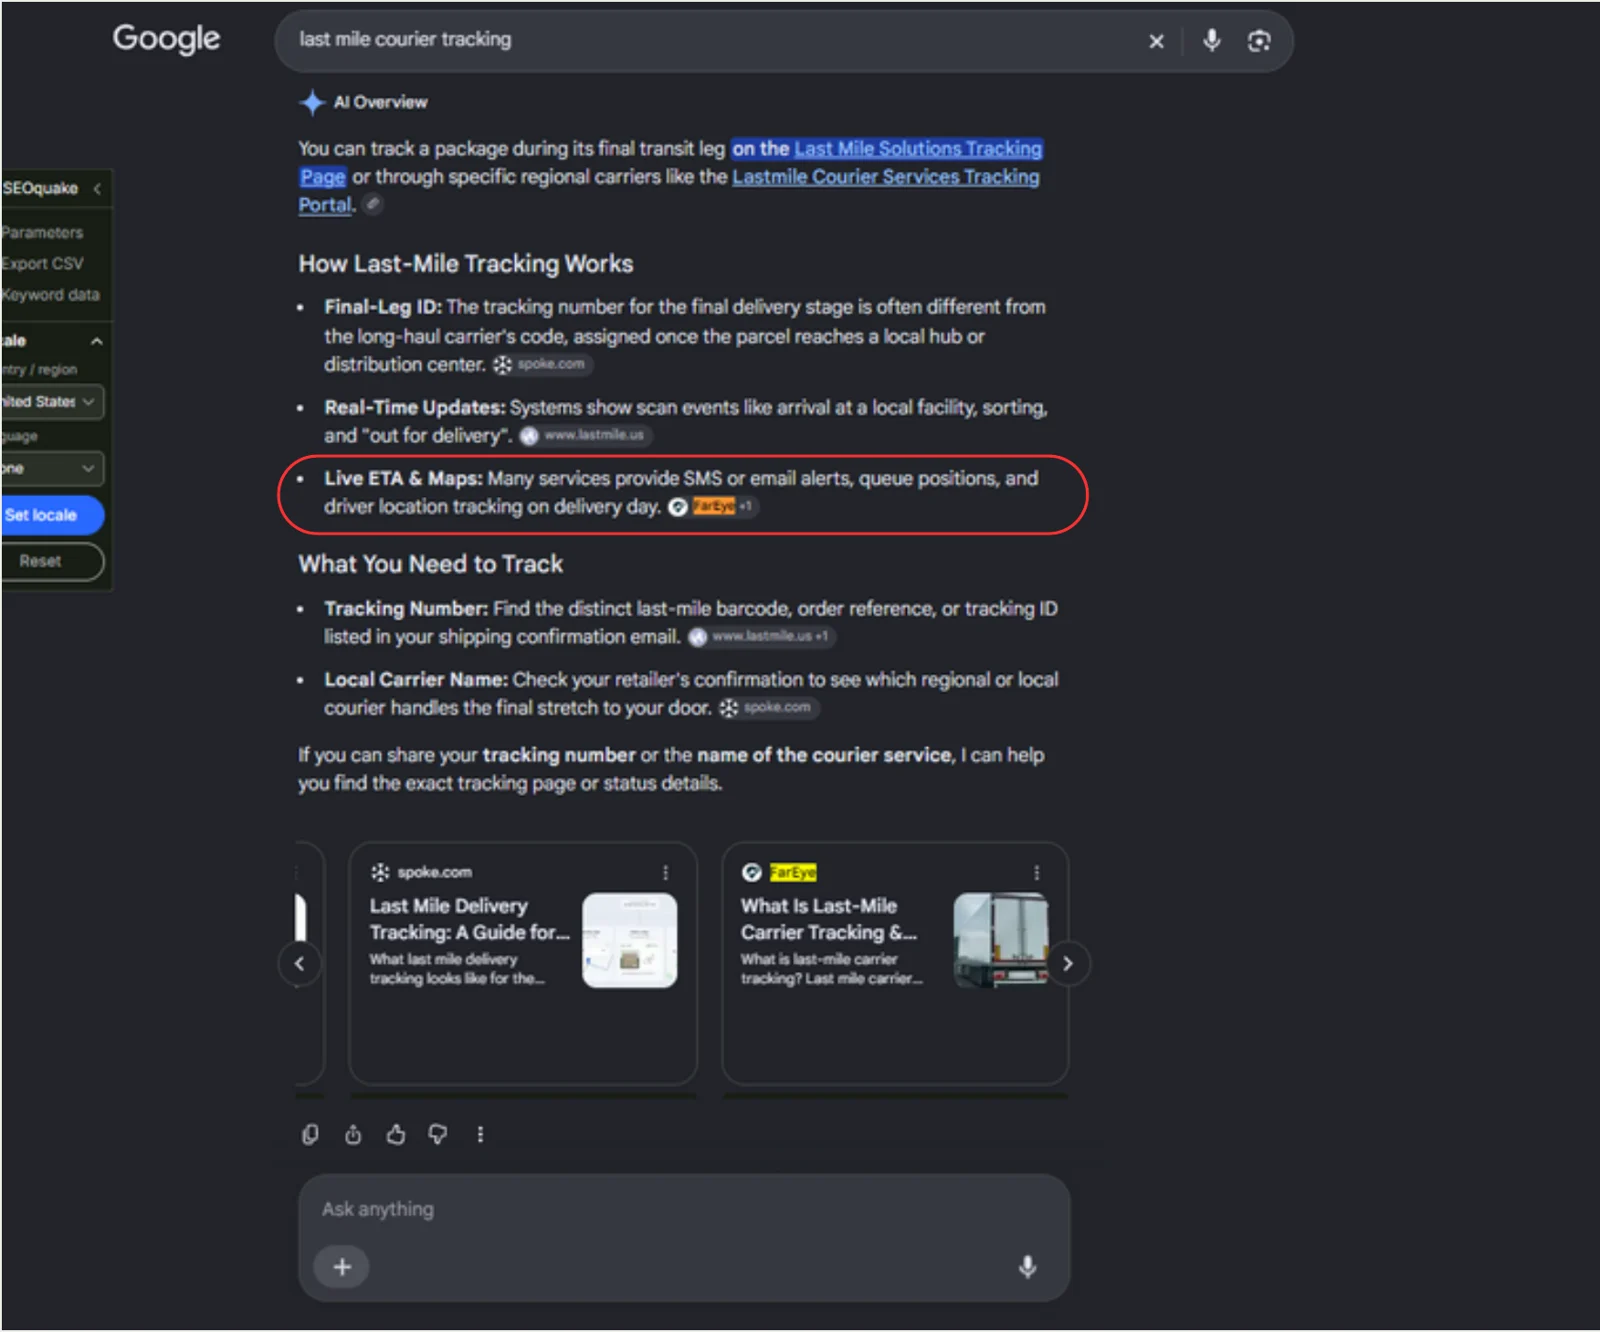 Google
last mile courier tracking
AI Overview
You can track a package during its final transit leg on the Last Mile Solutions Tracking
Page or through specific regional carriers like the Lastmile Courier Services Tracking
Portal.
SEOquake
Parameters
Export CSV
Keyword data
cale
ntry / region
nited States
guage
one
Set locale
Reset
How Last-Mile Tracking Works
• Final-Leg ID: The tracking number for the final delivery stage is often different from
the long-haul carrier's code, assigned once the parcel reaches a local hub or
distribution center. spoke.com
• Real-Time Updates: Systems show scan events like arrival at a local facility, sorting,
and "out for delivery". www.lastmile.us
• Live ETA & Maps: Many services provide SMS or email alerts, queue positions, and
driver location tracking on delivery day. FarEye +1
What You Need to Track
• Tracking Number: Find the distinct last-mile barcode, order reference, or tracking ID
listed in your shipping confirmation email. www.lastmile.us +1
• Local Carrier Name: Check your retailer's confirmation to see which regional or local
courier handles the final stretch to your door. spoke.com
If you can share your tracking number or the name of the courier service, I can help
you find the exact tracking page or status details.
spoke.com
Last Mile Delivery
Tracking: A Guide for...
What last mile delivery
tracking looks like for the...
FarEye
What Is Last-Mile
Carrier Tracking &...
What is last-mile carrier
tracking? Last mile carrier...
Ask anything